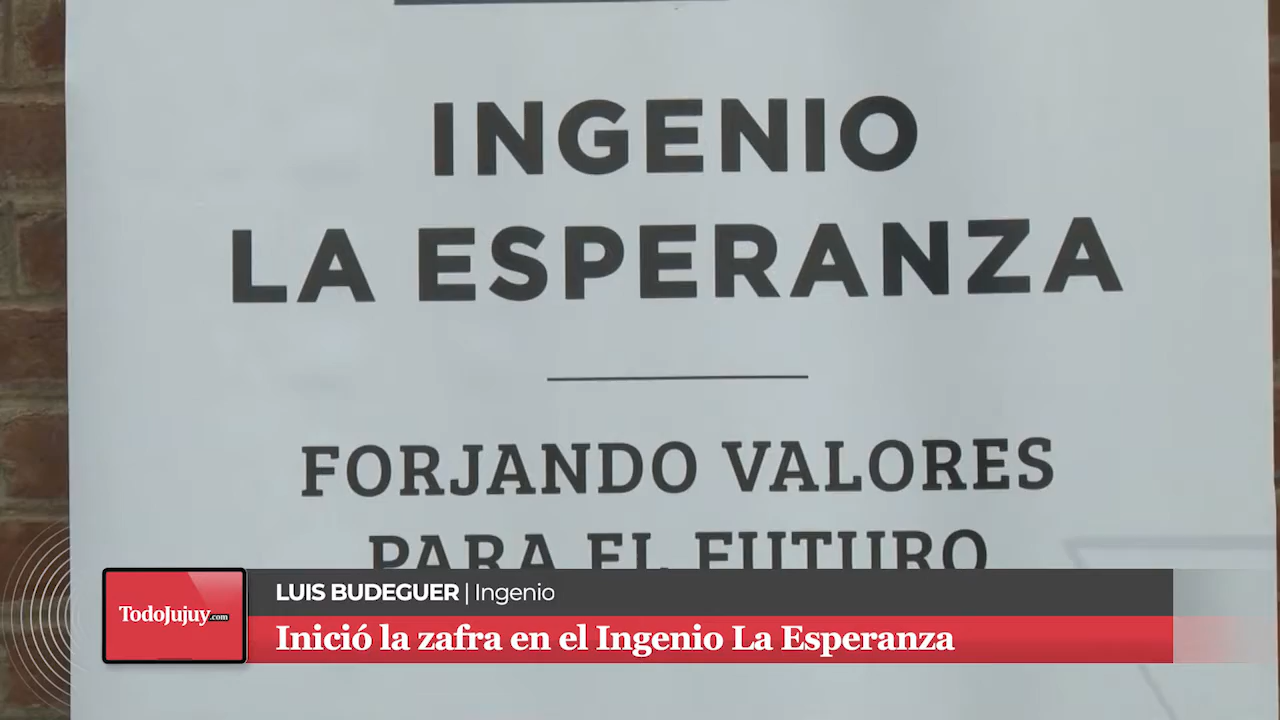 INGENIO
LA ESPERANZA
FORJANDO VALORES
PARA EL FUTURO
LUIS BUDEGUER | Ingenio
TodoJujuy.com
Inició la zafra en el Ingenio La Esperanza